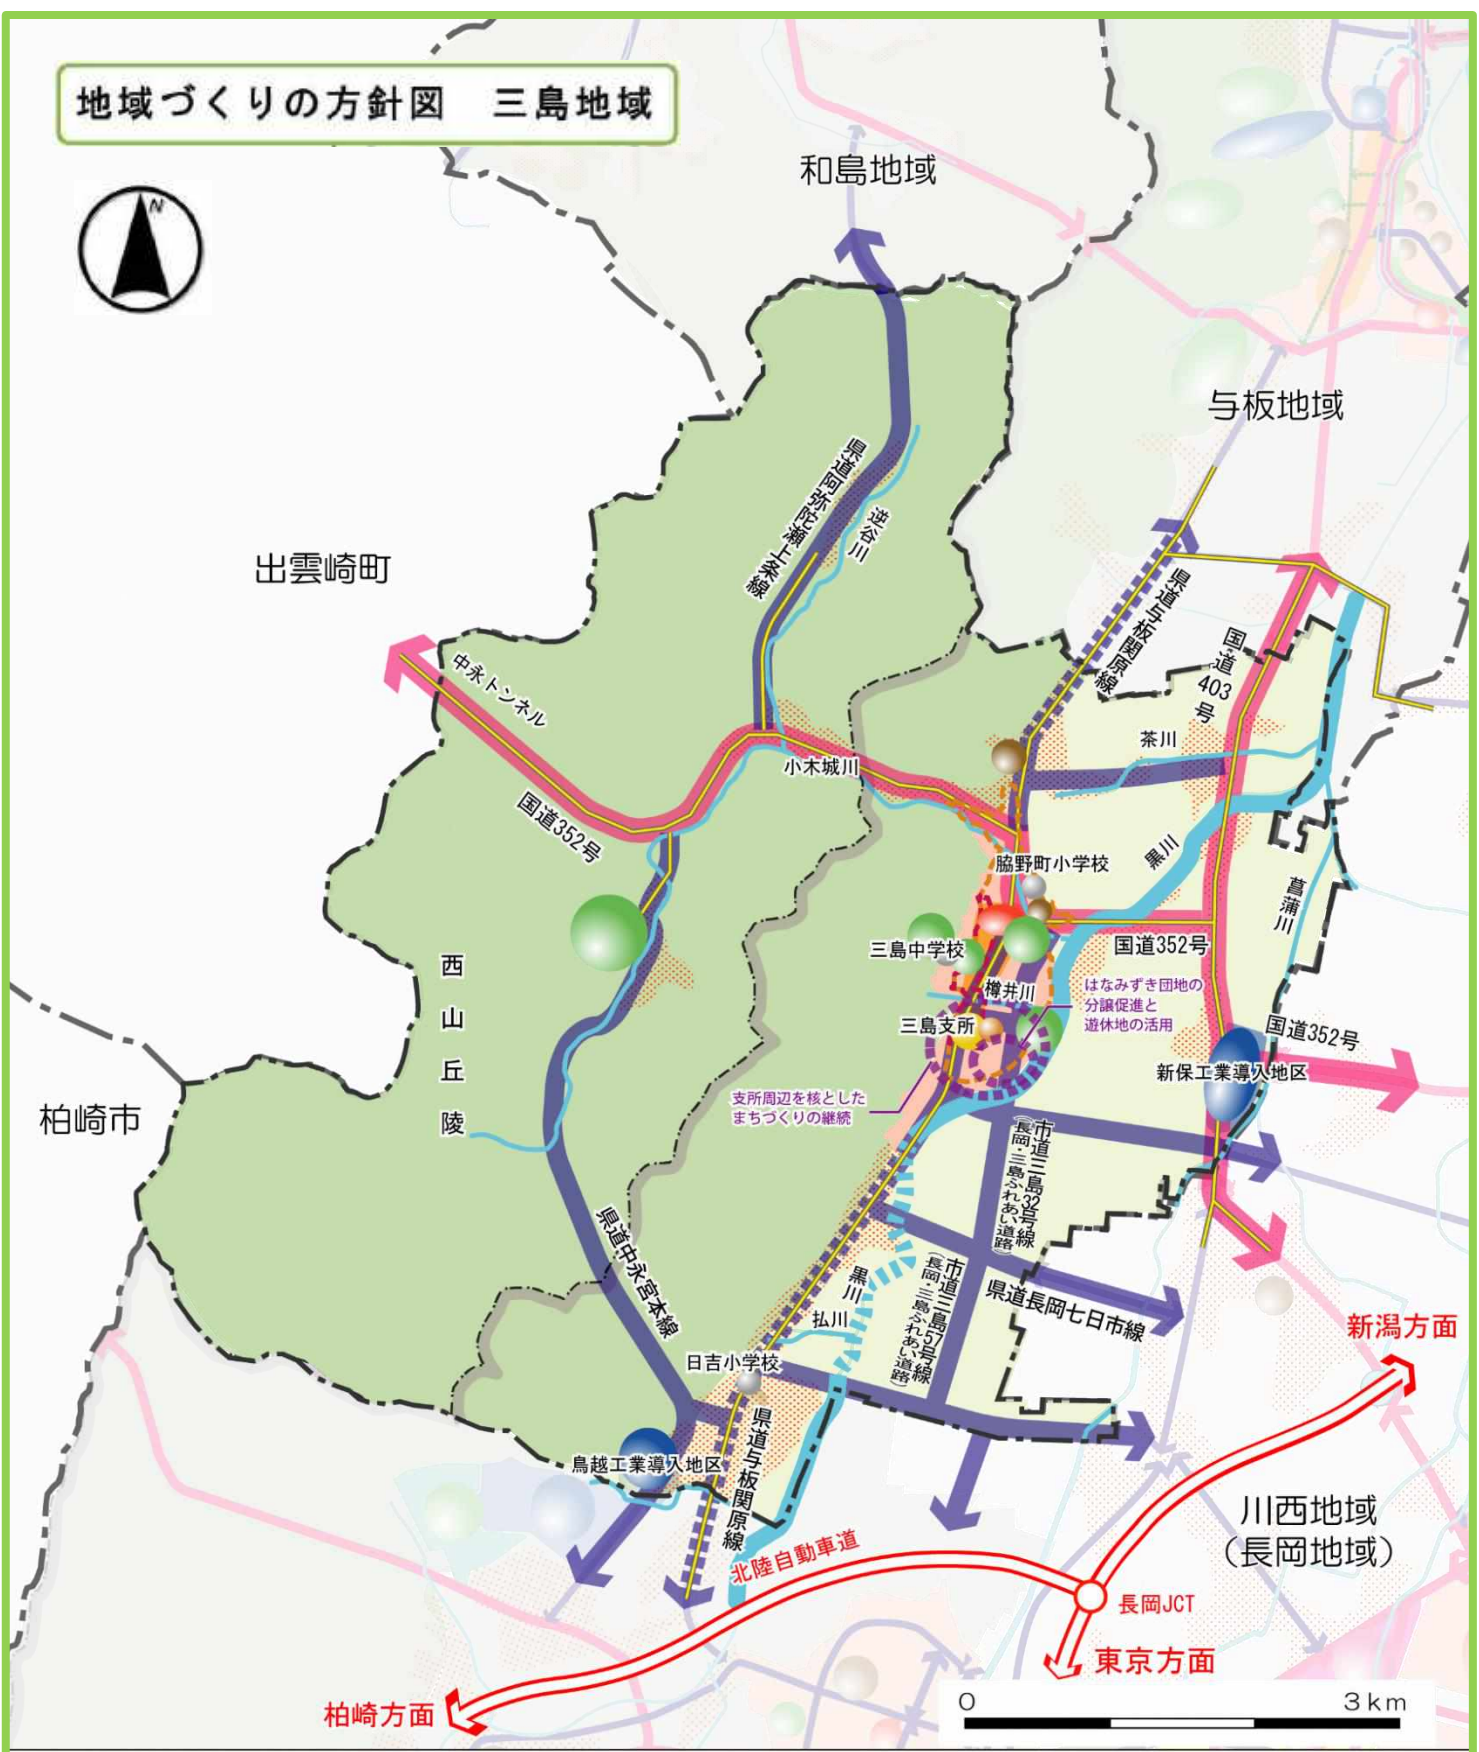 地域づくりの方針図 三島地域
N
和島地域
与板地域
出雲崎町
県道阿弥陀瀬上条線
逆谷川
県道与板関原線
国道403号
中永トンネル
茶川
小木城川
国道352号
黒川
脇野町小学校
菖蒲川
三島中学校
国道352号
西山丘陵
樽井川
はなみずき団地の
分譲促進と
遊休地の活用
三島支所
国道352号
新保工業導入地区
支所周辺を核とした
まちづくりの継続
柏崎市
市道三島32号線
(長岡・三島ふれあい道路)
県道中永宮本線
黒川
市道三島57号線
(長岡・三島ふれあい道路)
県道長岡七日市線
払川
新潟方面
日吉小学校
県道与板関原線
鳥越工業導入地区
川西地域
(長岡地域)
北陸自動車道
長岡JCT
東京方面
柏崎方面
0 3km